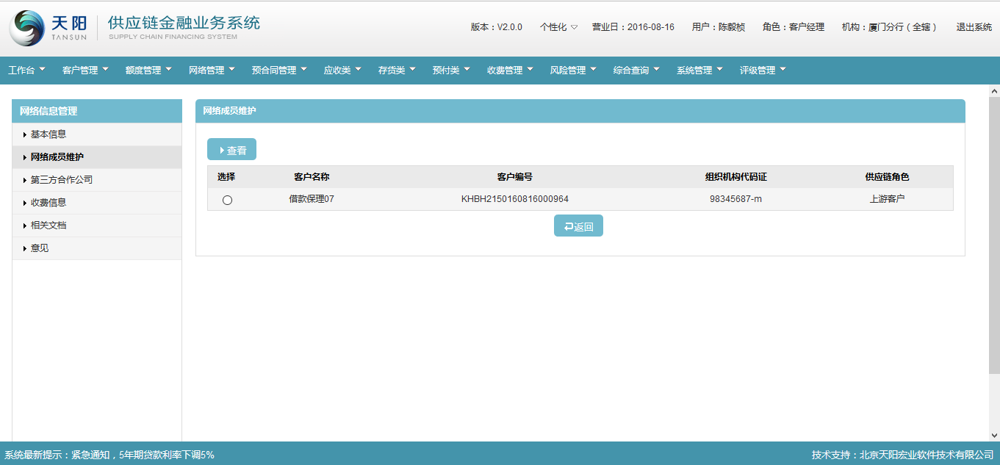 天阳 TANSUN 供应链金融业务系统
SUPPLY CHAIN FINANCING SYSTEM
版本：V2.0.0 个性化 营业日：2016-08-16 用户：陈毅桢 角色：客户经理 机构：厦门分行（全辖） 退出系统
工作台 客户管理 额度管理 网络管理 预合同管理 应收类 存货类 预付类 收费管理 风险管理 综合查询 系统管理 评级管理
网络信息管理
基本信息
网络成员维护
第三方合作公司
收费信息
相关文档
意见
网络成员维护
查看
选择 客户名称 客户编号 组织机构代码证 供应链角色
借款保理07 KHBH2150160816000964 98345687-m 上游客户
返回
系统最新提示：紧急通知，5年期贷款利率下调5% 技术支持：北京天阳宏业软件技术有限公司